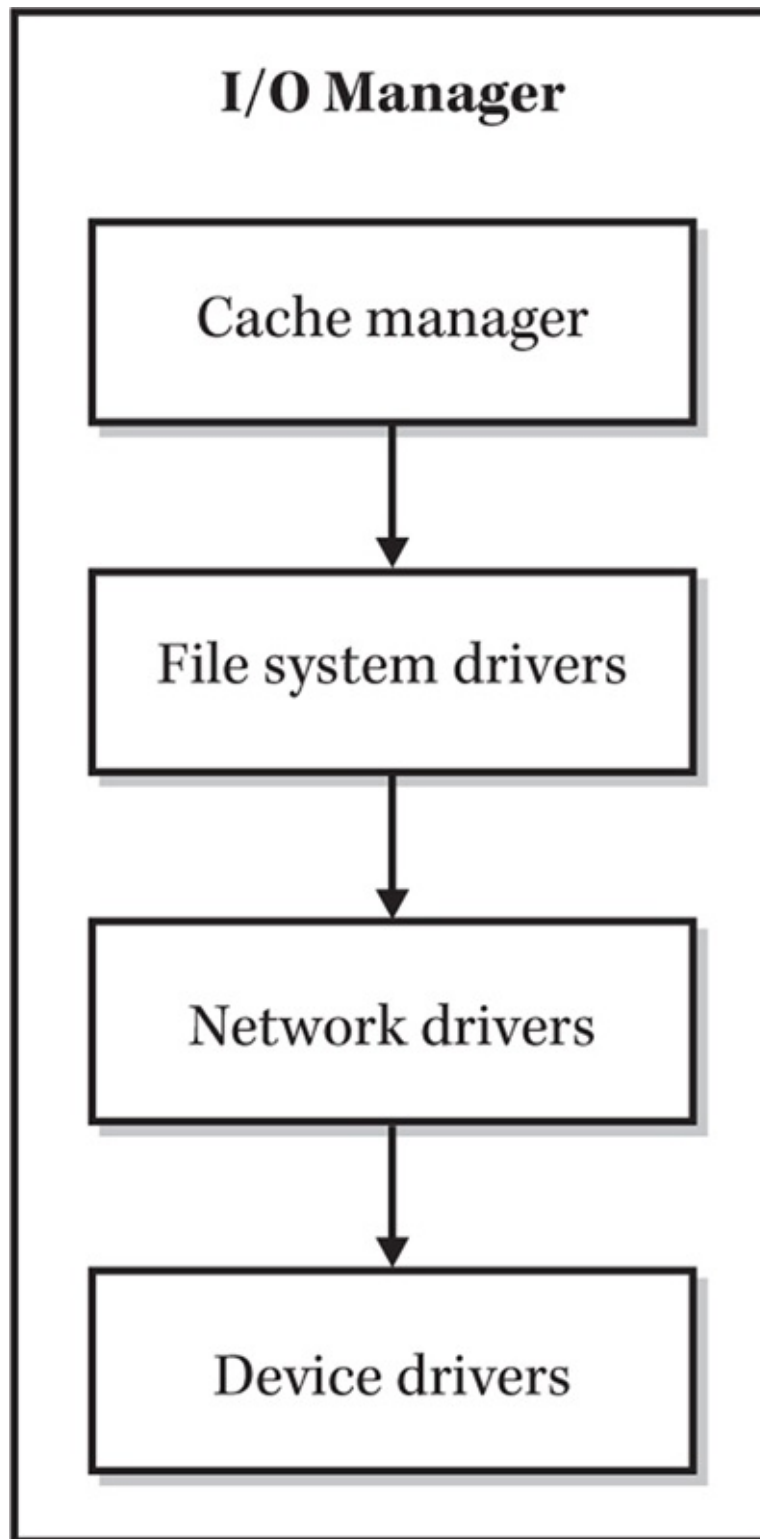 I/O Manager
Cache manager
File system drivers
Network drivers
Device drivers